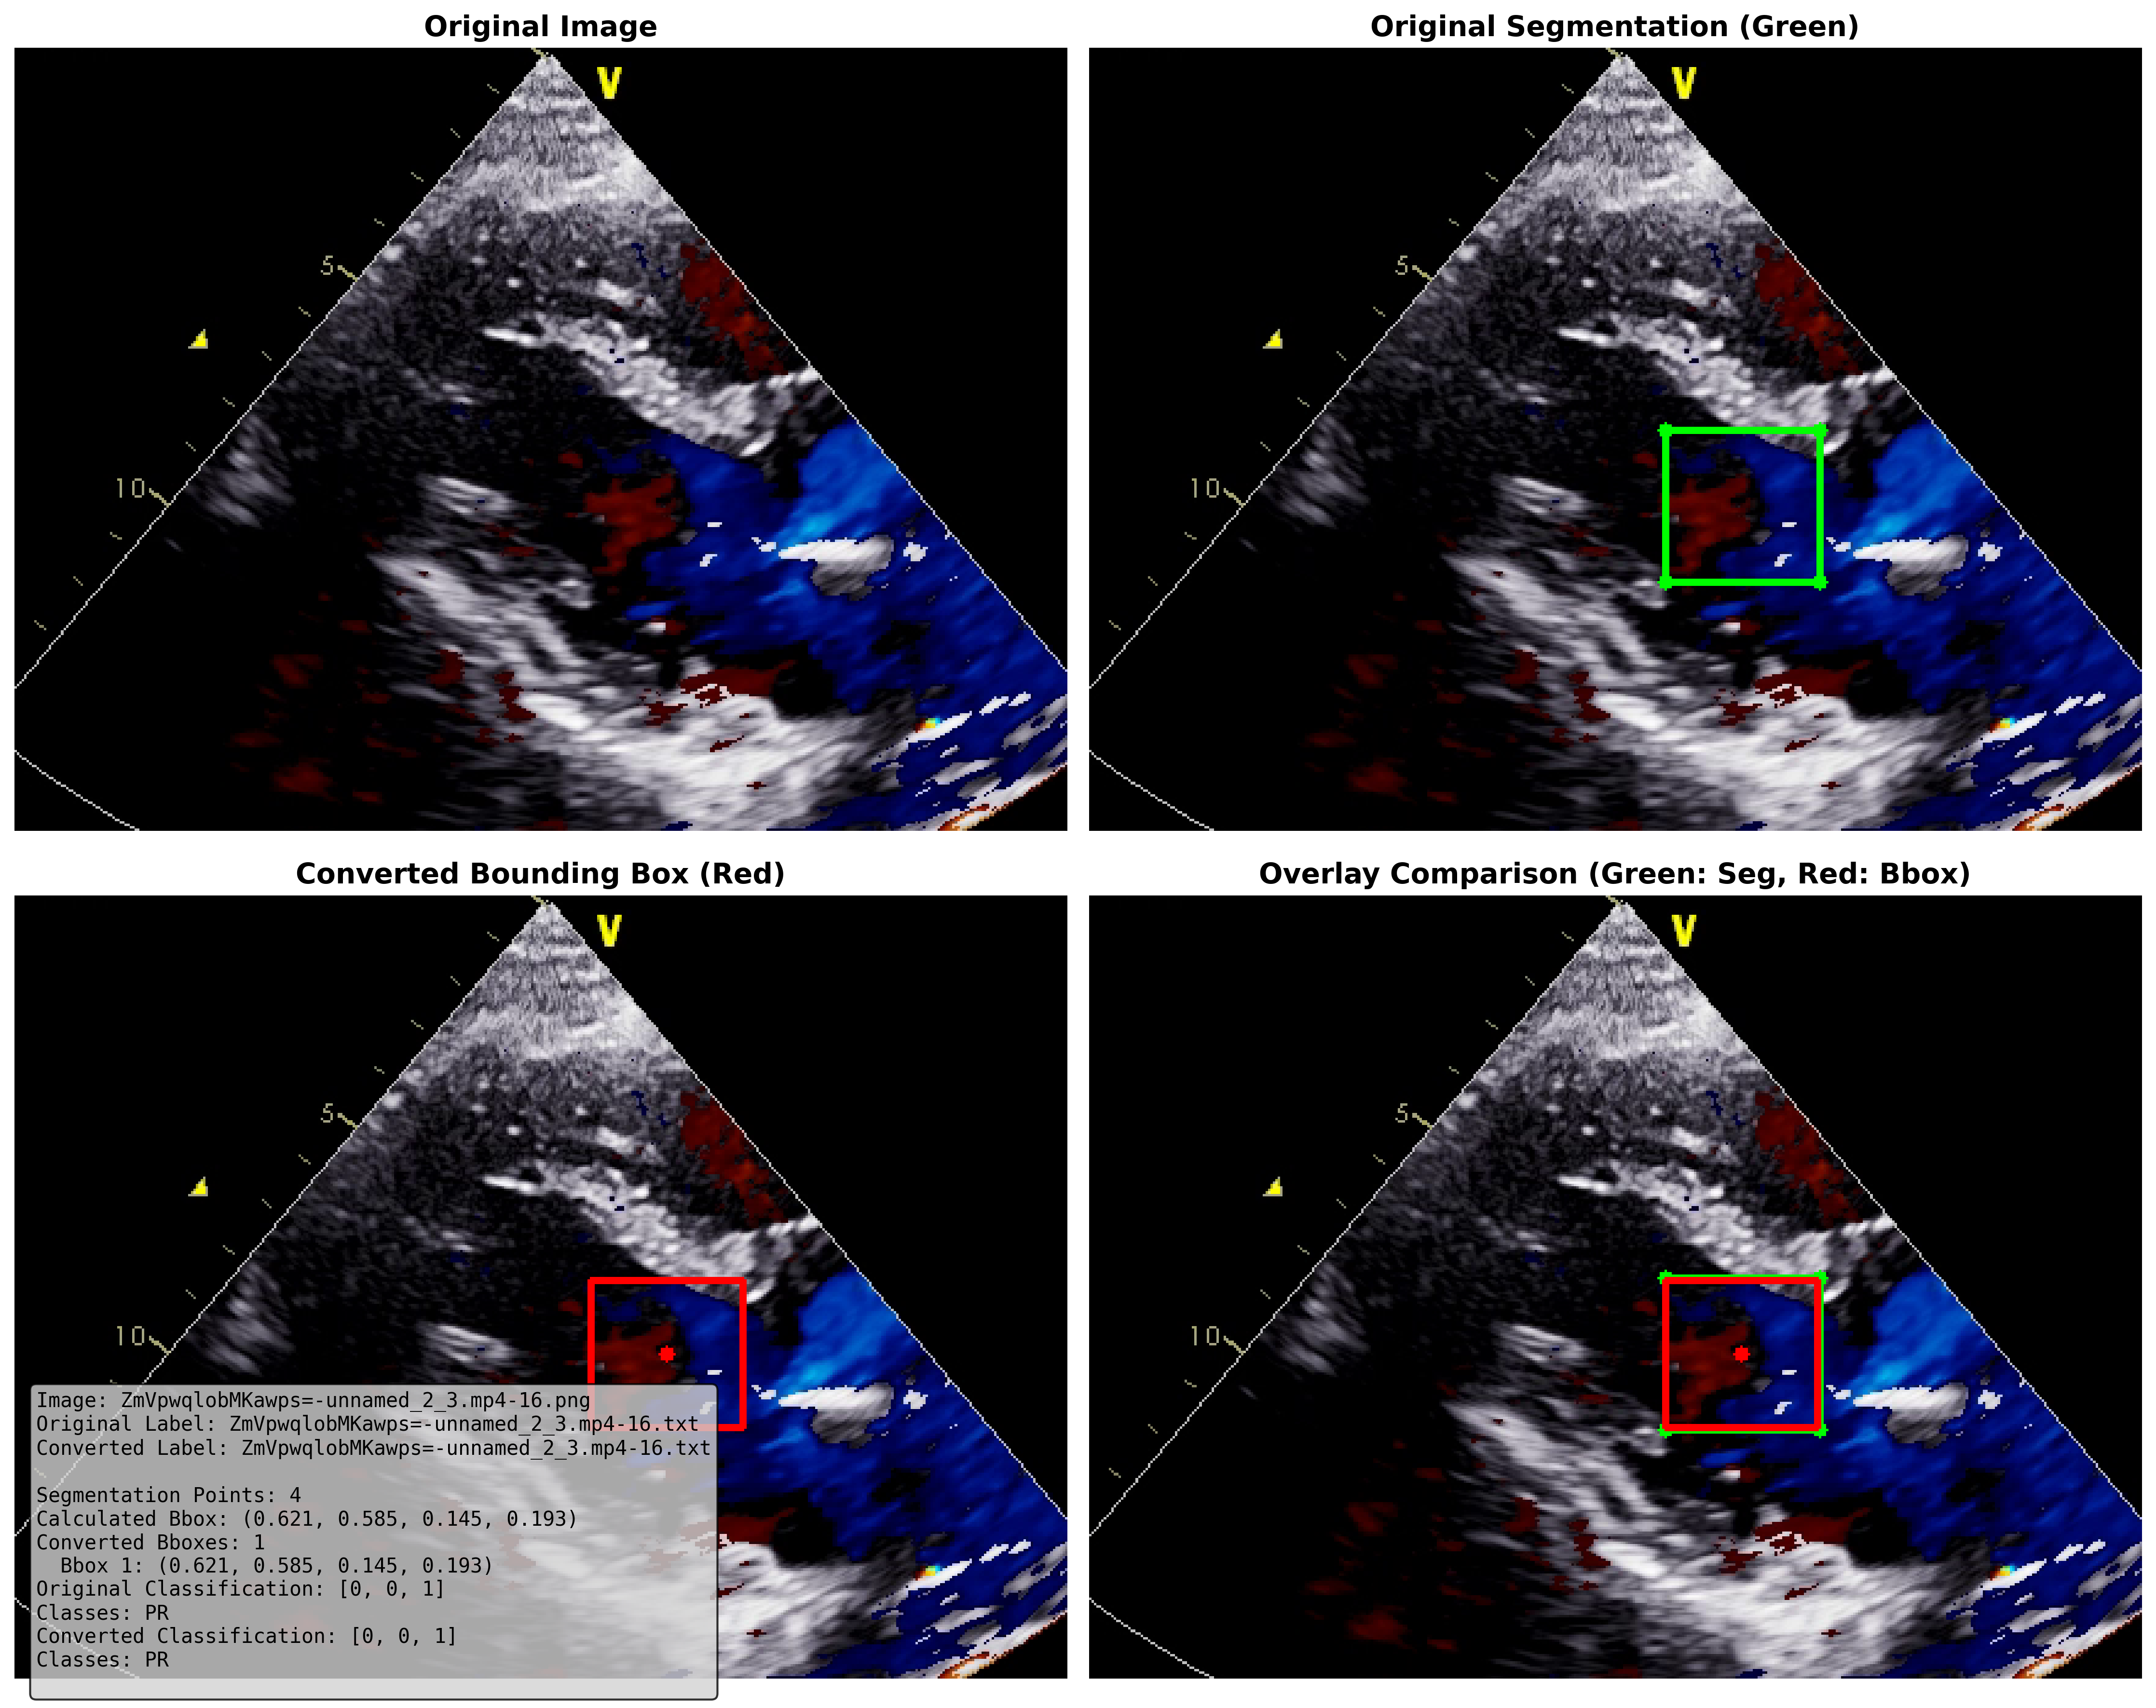 Original Image
Original Segmentation (Green)
V
5
10
V
5
10
Converted Bounding Box (Red)
Overlay Comparison (Green: Seg, Red: Bbox)
V
5
10
V
5
10
Image: ZmVpwqlobMKawps=-unnamed_2_3.mp4-16.png
Original Label: ZmVpwqlobMKawps=-unnamed_2_3.mp4-16.txt
Converted Label: ZmVpwqlobMKawps=-unnamed_2_3.mp4-16.txt
Segmentation Points: 4
Calculated Bbox: (0.621, 0.585, 0.145, 0.193)
Converted Bboxes: 1
Bbox 1: (0.621, 0.585, 0.145, 0.193)
Original Classification: [0, 0, 1]
Classes: PR
Converted Classification: [0, 0, 1]
Classes: PR